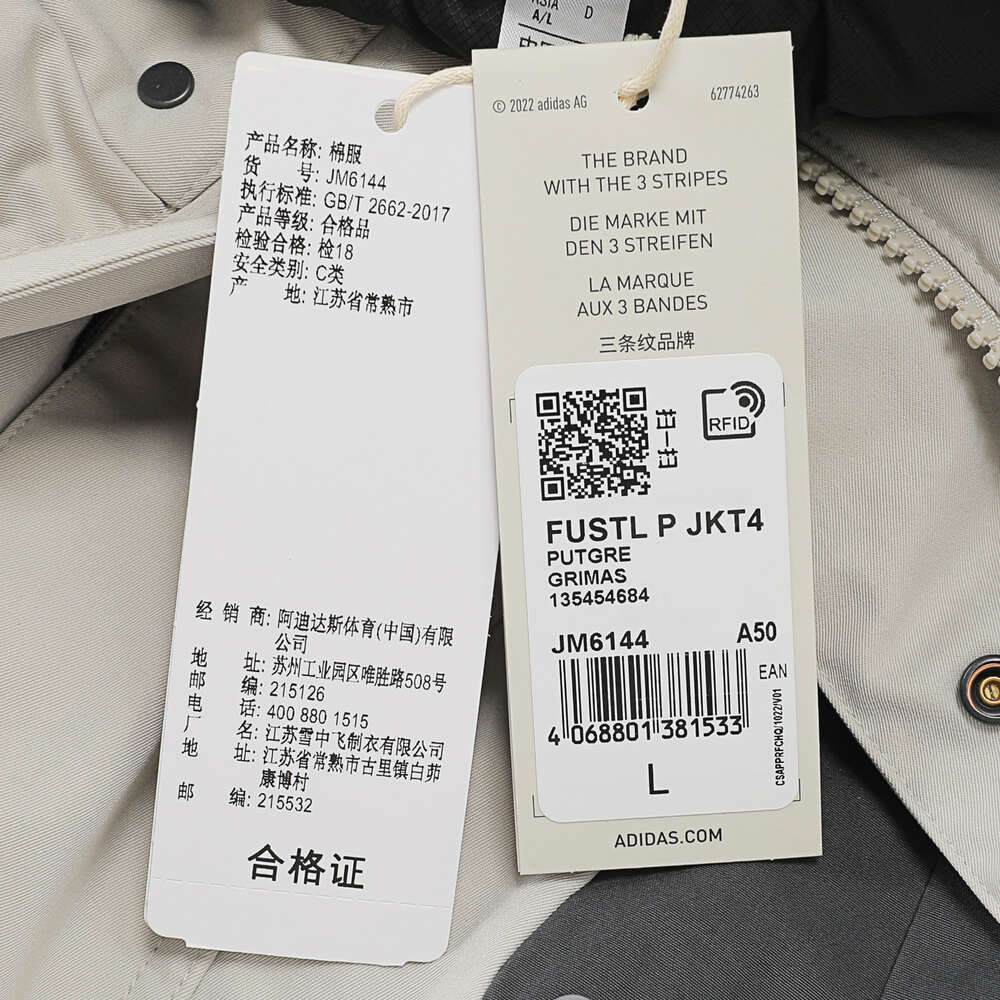 ASIA D
A/L
产品名称: 棉服
货 号: JM6144
执行标准: GB/T 2662-2017
产品等级: 合格品
检验合格: 检18
安全类别: C类
产 地: 江苏省常熟市
经 销 商: 阿迪达斯体育(中国)有限
公司
地 址: 苏州工业园区唯胜路508号
邮 编: 215126
电 话: 400 880 1515
厂 名: 江苏雪中飞制衣有限公司
地 址: 江苏省常熟市古里镇白茆
康博村
邮 编: 215532
合格证
© 2022 adidas AG
62774263
THE BRAND
WITH THE 3 STRIPES
DIE MARKE MIT
DEN 3 STREIFEN
LA MARQUE
AUX 3 BANDES
三条纹品牌
扫一扫
RFID
FUSTL P JKT4
PUTGRE
GRIMAS
135454684
JM6144 A50
EAN
4 068801 381533
CSAPPRFCHQ/1022/V01
L
ADIDAS.COM